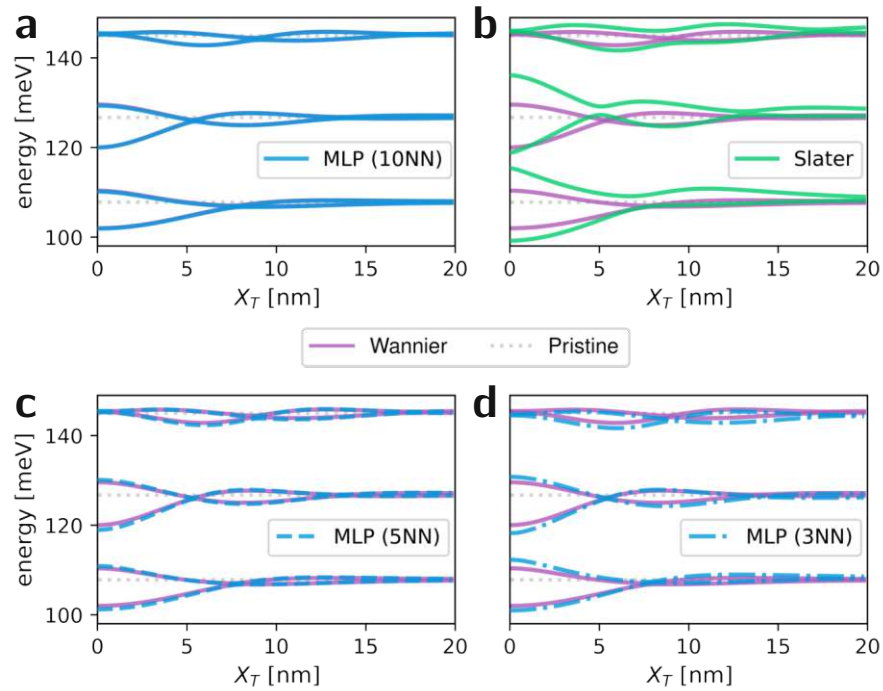 a
b
energy [meV]
140
120
100
MLP (10NN)
Slater
0 5 10 15 20
0 5 10 15 20
X_T [nm]
X_T [nm]
Wannier Pristine
c
d
energy [meV]
140
120
100
MLP (5NN)
MLP (3NN)
0 5 10 15 20
0 5 10 15 20
X_T [nm]
X_T [nm]